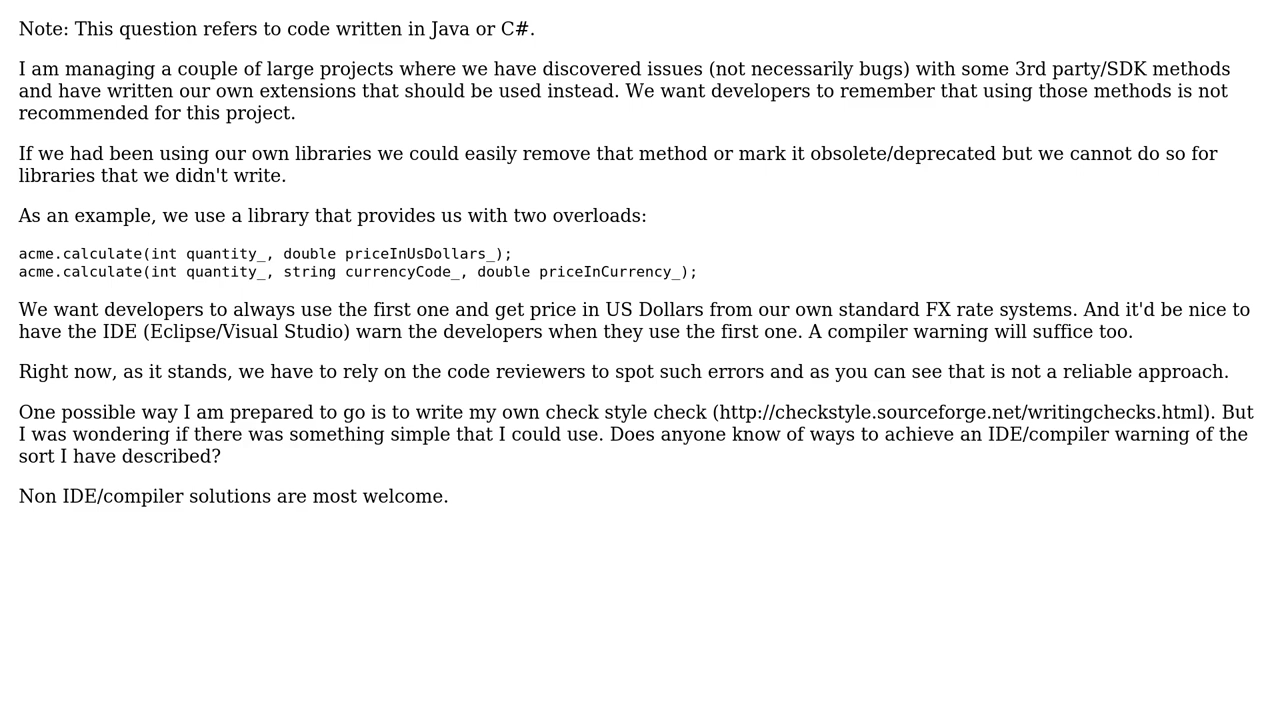 Note: This question refers to code written in Java or C#.
I am managing a couple of large projects where we have discovered issues (not necessarily bugs) with some 3rd party/SDK methods
and have written our own extensions that should be used instead. We want developers to remember that using those methods is not
recommended for this project.
If we had been using our own libraries we could easily remove that method or mark it obsolete/deprecated but we cannot do so for
libraries that we didn't write.
As an example, we use a library that provides us with two overloads:
acme.calculate(int quantity_, double priceInUsDollars_);
acme.calculate(int quantity_, string currencyCode_, double priceInCurrency_);
We want developers to always use the first one and get price in US Dollars from our own standard FX rate systems. And it'd be nice to
have the IDE (Eclipse/Visual Studio) warn the developers when they use the first one. A compiler warning will suffice too.
Right now, as it stands, we have to rely on the code reviewers to spot such errors and as you can see that is not a reliable approach.
One possible way I am prepared to go is to write my own check style check (http://checkstyle.sourceforge.net/writingchecks.html). But
I was wondering if there was something simple that I could use. Does anyone know of ways to achieve an IDE/compiler warning of the
sort I have described?
Non IDE/compiler solutions are most welcome.